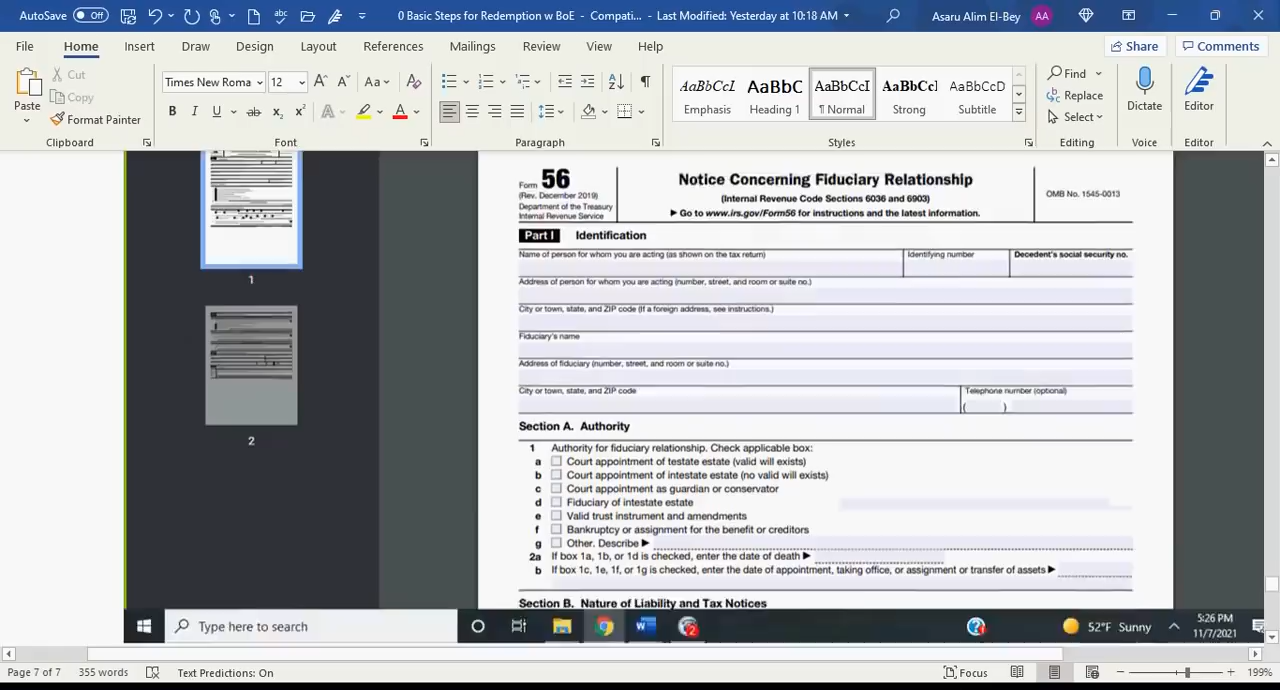 AutoSave Off 0 Basic Steps for Redemption w BoE - Compati... - Last Modified: Yesterday at 10:18 AM Asaru Alim El-Bey AA
File Home Insert Draw Design Layout References Mailings Review View Help Share Comments
Paste Cut Copy Format Painter
Times New Roma 12
AaBbCcI Emphasis AaBbC Heading 1 AaBbCcI ¶ Normal AaBbCcI Strong AaBbCcD Subtitle
Find Replace Select
Dictate Editor
Clipboard Font Paragraph Styles Editing Voice Editor
1
2
Form 56
(Rev. December 2019)
Department of the Treasury
Internal Revenue Service
Notice Concerning Fiduciary Relationship
(Internal Revenue Code Sections 6036 and 6903)
▶ Go to www.irs.gov/Form56 for instructions and the latest information.
OMB No. 1545-0013
Part I Identification
Name of person for whom you are acting (as shown on the tax return) Identifying number Decedent's social security no.
Address of person for whom you are acting (number, street, and room or suite no.)
City or town, state, and ZIP code (If a foreign address, see instructions.)
Fiduciary's name
Address of fiduciary (number, street, and room or suite no.)
City or town, state, and ZIP code Telephone number (optional)
( )
Section A. Authority
1 Authority for fiduciary relationship. Check applicable box:
a Court appointment of testate estate (valid will exists)
b Court appointment of intestate estate (no valid will exists)
c Court appointment as guardian or conservator
d Fiduciary of intestate estate
e Valid trust instrument and amendments
f Bankruptcy or assignment for the benefit or creditors
g Other. Describe ▶
2a If box 1a, 1b, or 1d is checked, enter the date of death ▶
b If box 1c, 1e, 1f, or 1g is checked, enter the date of appointment, taking office, or assignment or transfer of assets ▶
Section B. Nature of Liability and Tax Notices
Type here to search 2 52°F Sunny 5:26 PM
11/7/2021
Page 7 of 7 355 words Text Predictions: On Focus 199%